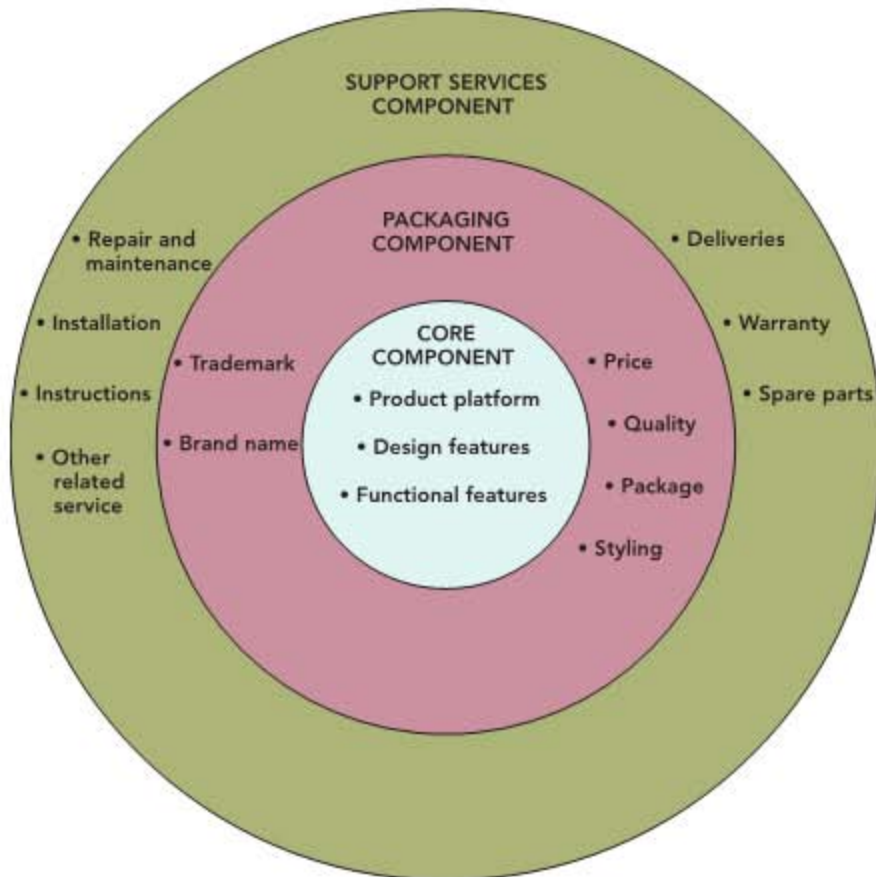 SUPPORT SERVICES
COMPONENT
PACKAGING
COMPONENT
CORE
COMPONENT
• Product platform
• Design features
• Functional features
• Trademark
• Brand name
• Price
• Quality
• Package
• Styling
• Repair and
maintenance
• Installation
• Instructions
• Other
related
service
• Deliveries
• Warranty
• Spare parts